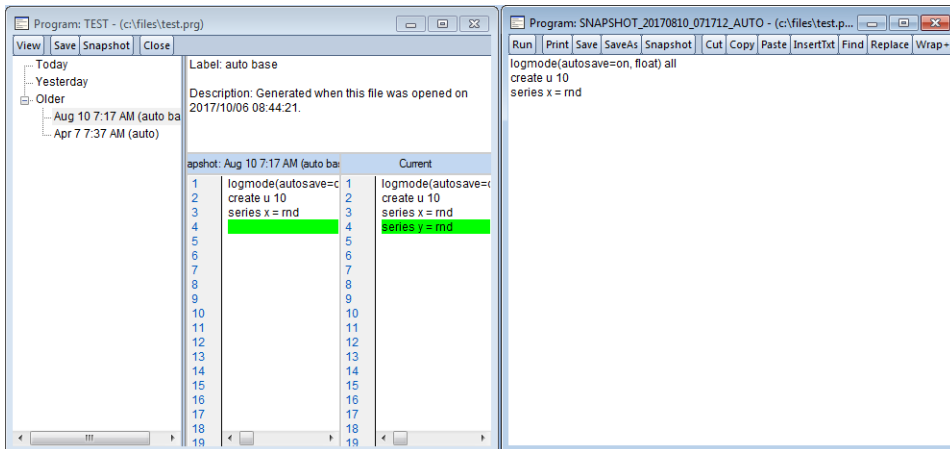 Program: TEST - (c:\files\test.prg)
View Save Snapshot Close
Today
Yesterday
Older
Aug 10 7:17 AM (auto ba
Apr 7 7:37 AM (auto)
Label: auto base
Description: Generated when this file was opened on
2017/10/06 08:44:21.
apshot: Aug 10 7:17 AM (auto bas Current
1 logmode(autosave=o 1 logmode(autosave=o
2 create u 10 2 create u 10
3 series x = rnd 3 series x = rnd
4 4 series y = rnd
5 5
6 6
7 7
8 8
9 9
10 10
11 11
12 12
13 13
14 14
15 15
16 16
17 17
18 18
19 19
Program: SNAPSHOT_20170810_071712_AUTO - (c:\files\test.p...
Run Print Save SaveAs Snapshot Cut Copy Paste InsertTxt Find Replace Wrap+
logmode(autosave=on, float) all
create u 10
series x = rnd